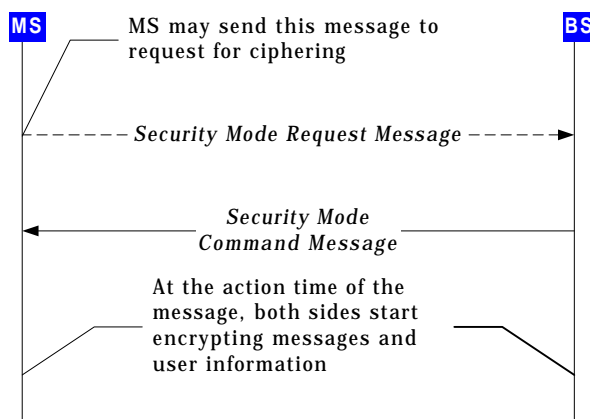 MS
BS
MS may send this message to
request for ciphering
Security Mode Request Message
Security Mode
Command Message
At the action time of the
message, both sides start
encrypting messages and
user information